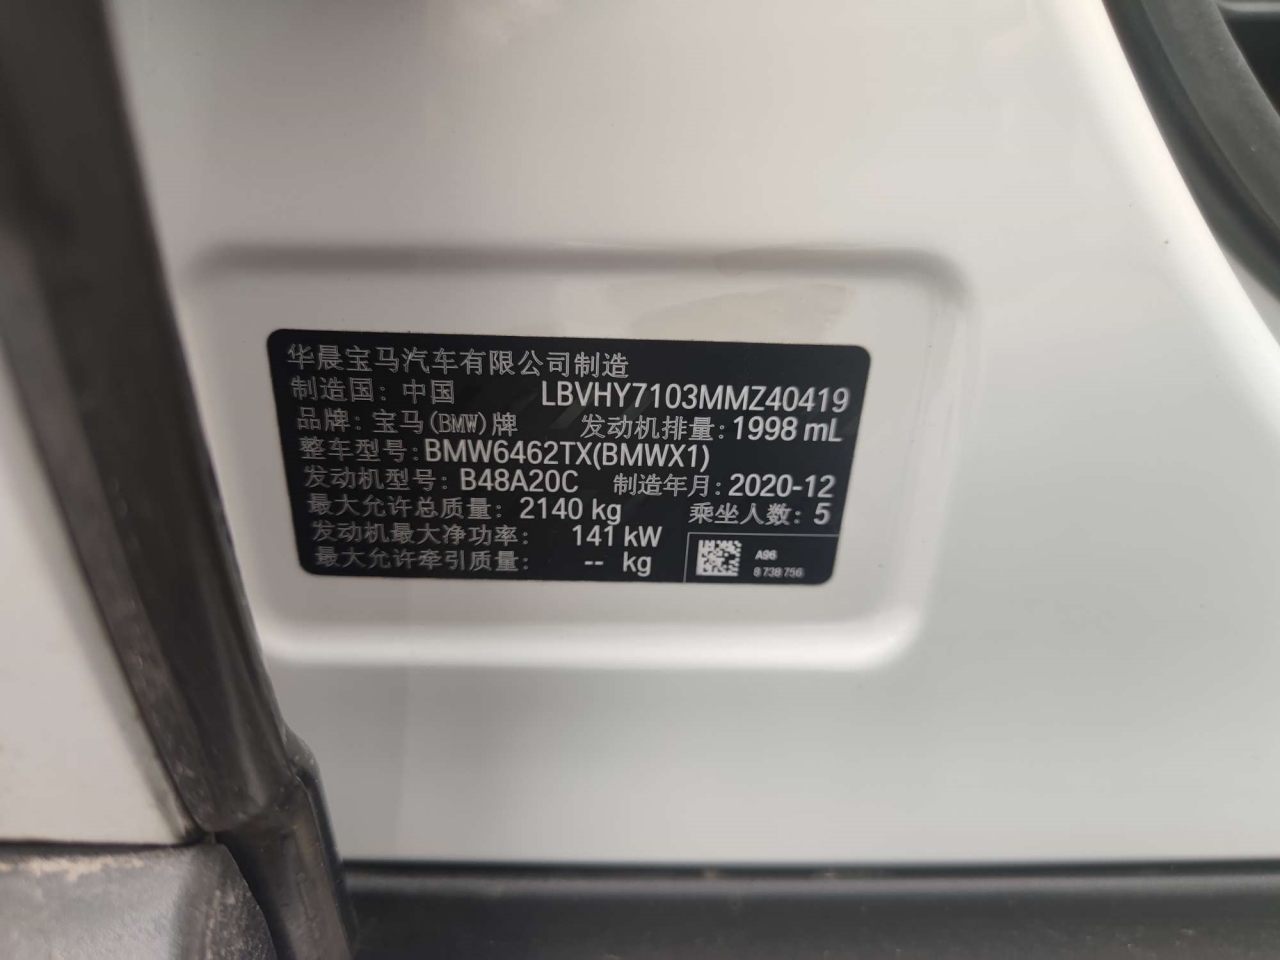 华晨宝马汽车有限公司制造
制造国: 中国 LBVHY7103MMZ40419
品牌: 宝马(BMW)牌 发动机排量: 1998 mL
整车型号: BMW6462TX(BMWX1)
发动机型号: B48A20C 制造年月: 2020-12
最大允许总质量: 2140 kg 乘坐人数: 5
发动机最大净功率: 141 kW
最大允许牵引质量: -- kg
A96
8 738 756